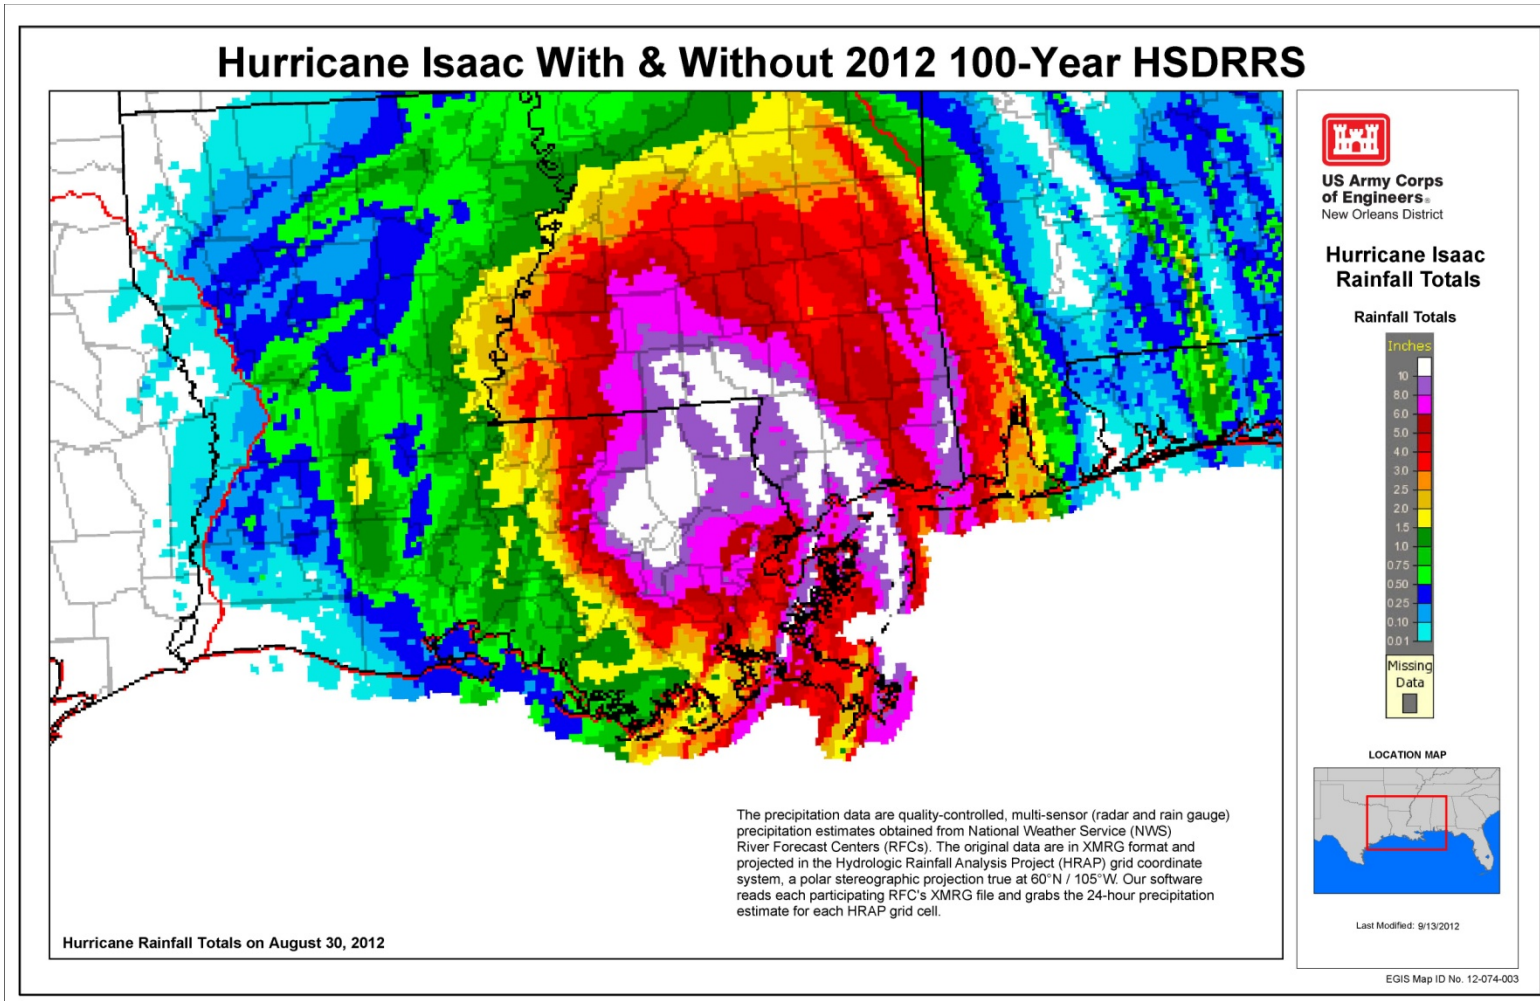 Hurricane Isaac With & Without 2012 100-Year HSDRRS
US Army Corps
of Engineers®
New Orleans District
Hurricane Isaac
Rainfall Totals
Rainfall Totals
Inches
10
8.0
6.0
5.0
4.0
3.0
2.5
2.0
1.5
1.0
0.75
0.50
0.25
0.10
0.01
Missing
Data
LOCATION MAP
Last Modified: 9/13/2012
The precipitation data are quality-controlled, multi-sensor (radar and rain gauge)
precipitation estimates obtained from National Weather Service (NWS)
River Forecast Centers (RFCs). The original data are in XMRG format and
projected in the Hydrologic Rainfall Analysis Project (HRAP) grid coordinate
system, a polar stereographic projection true at 60°N / 105°W. Our software
reads each participating RFC's XMRG file and grabs the 24-hour precipitation
estimate for each HRAP grid cell.
Hurricane Rainfall Totals on August 30, 2012
EGIS Map ID No. 12-074-003